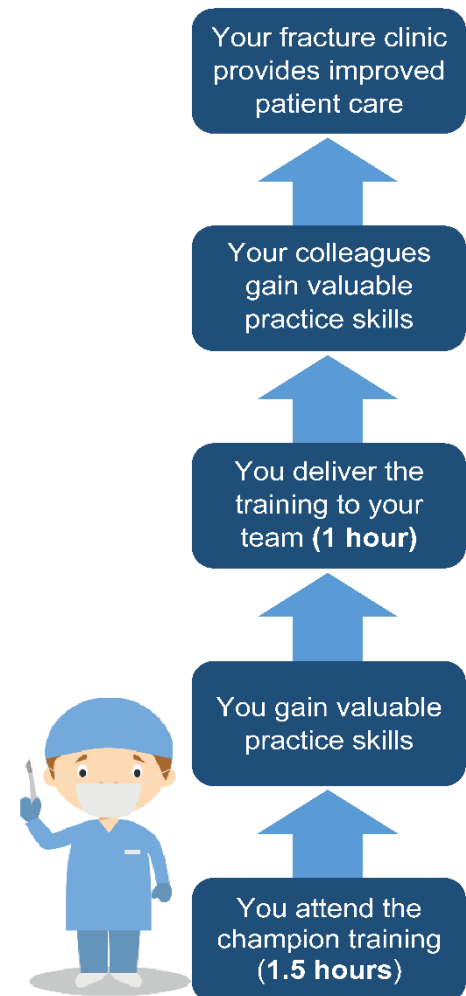 Your fracture clinic
provides improved
patient care
Your colleagues
gain valuable
practice skills
You deliver the
training to your
team (1 hour)
You gain valuable
practice skills
You attend the
champion training
(1.5 hours)